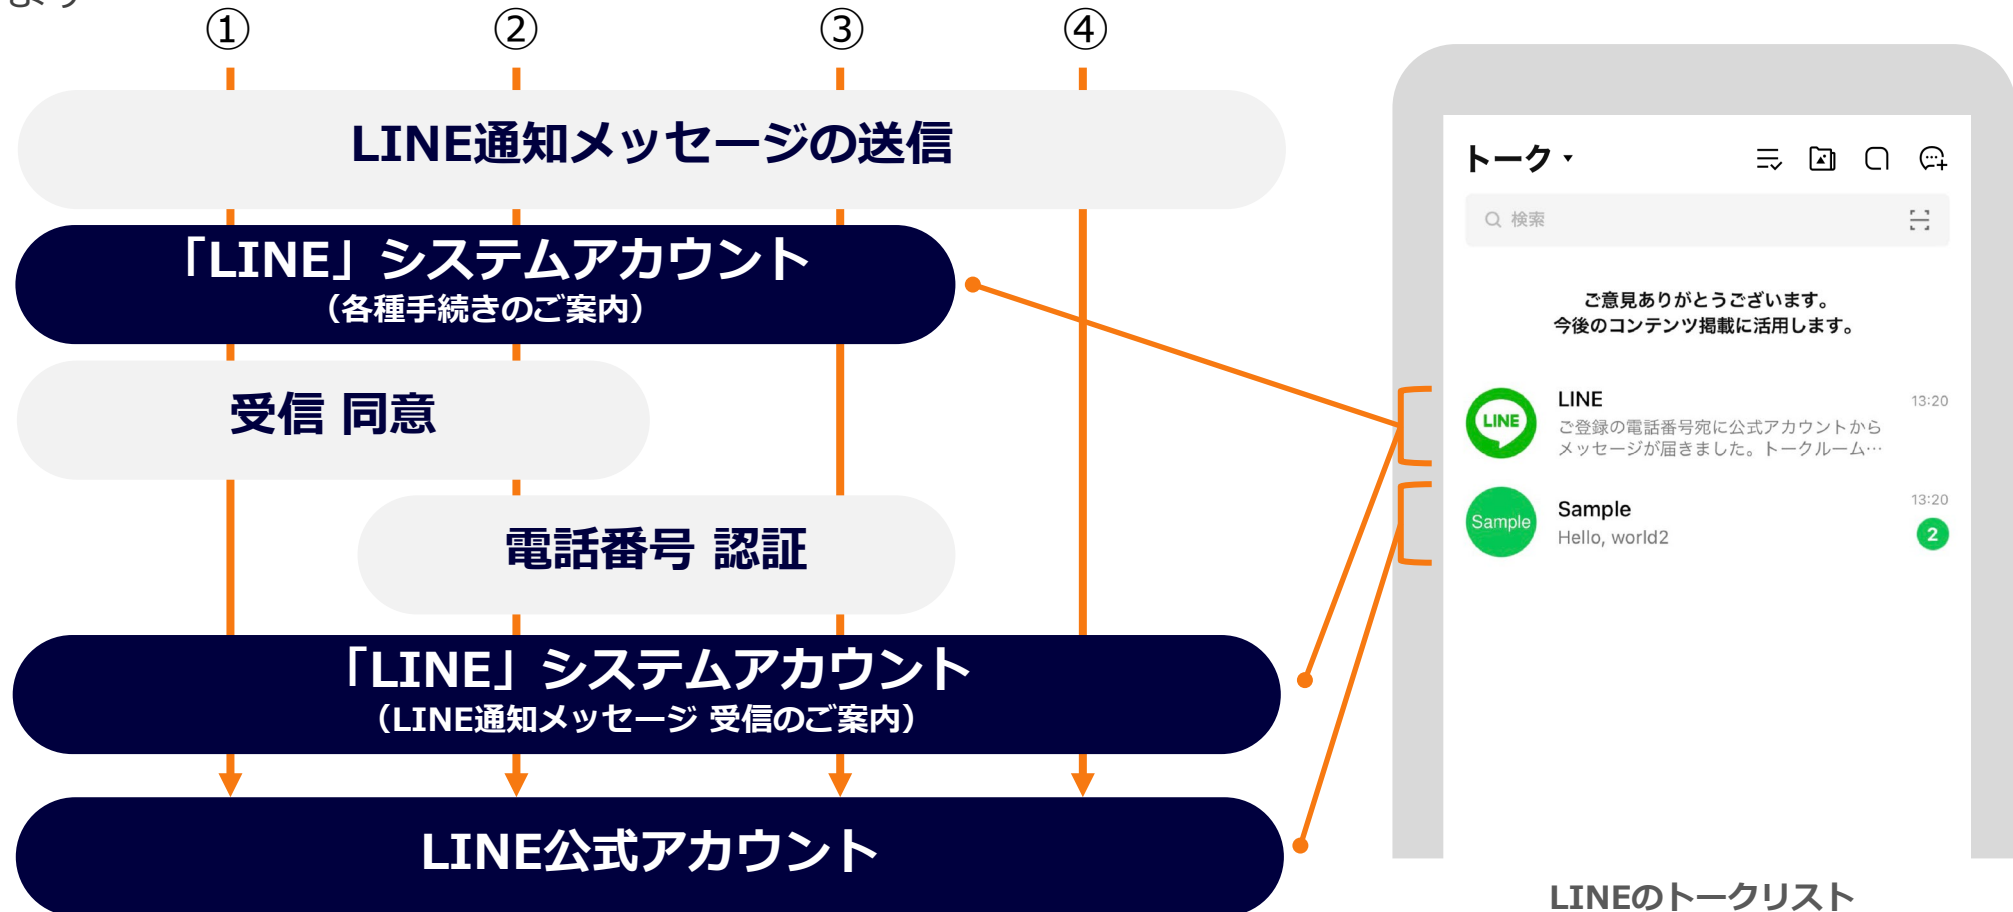 ます
① ② ③ ④
LINE通知メッセージの送信
「LINE」システムアカウント
（各種手続きのご案内）
受信 同意
電話番号 認証
「LINE」システムアカウント
（LINE通知メッセージ 受信のご案内）
LINE公式アカウント
トーク
検索
ご意見ありがとうございます。
今後のコンテンツ掲載に活用します。
LINE
LINE
13:20
ご登録の電話番号宛に公式アカウントから
メッセージが届きました。トークルーム…
Sample
Sample
13:20
Hello, world2
2
LINEのトークリスト